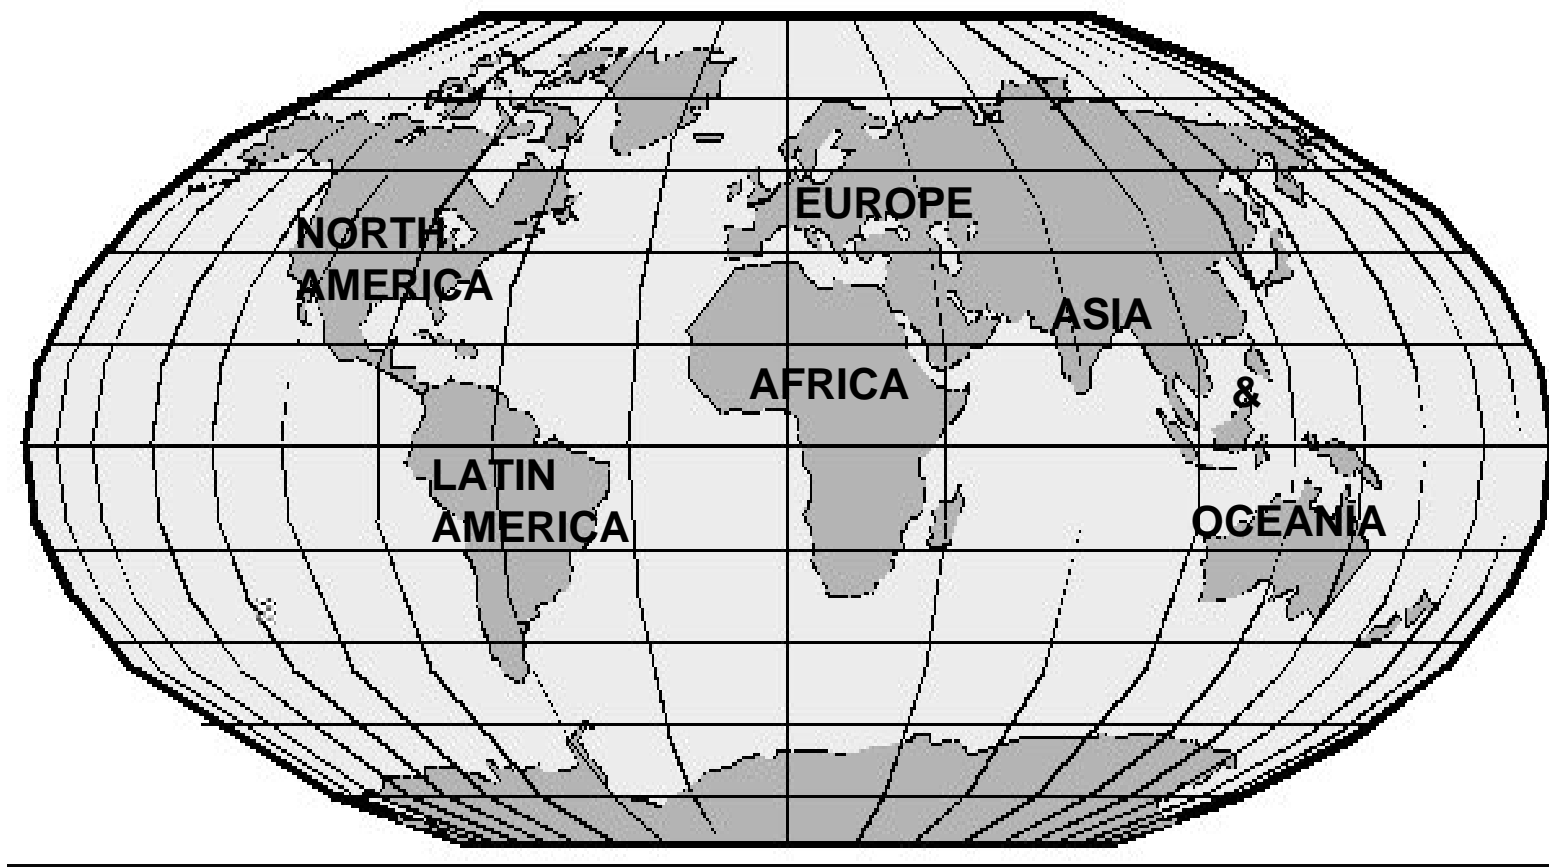 NORTH
AMERICA
EUROPE
ASIA
AFRICA
&
LATIN
AMERICA
OCEANIA